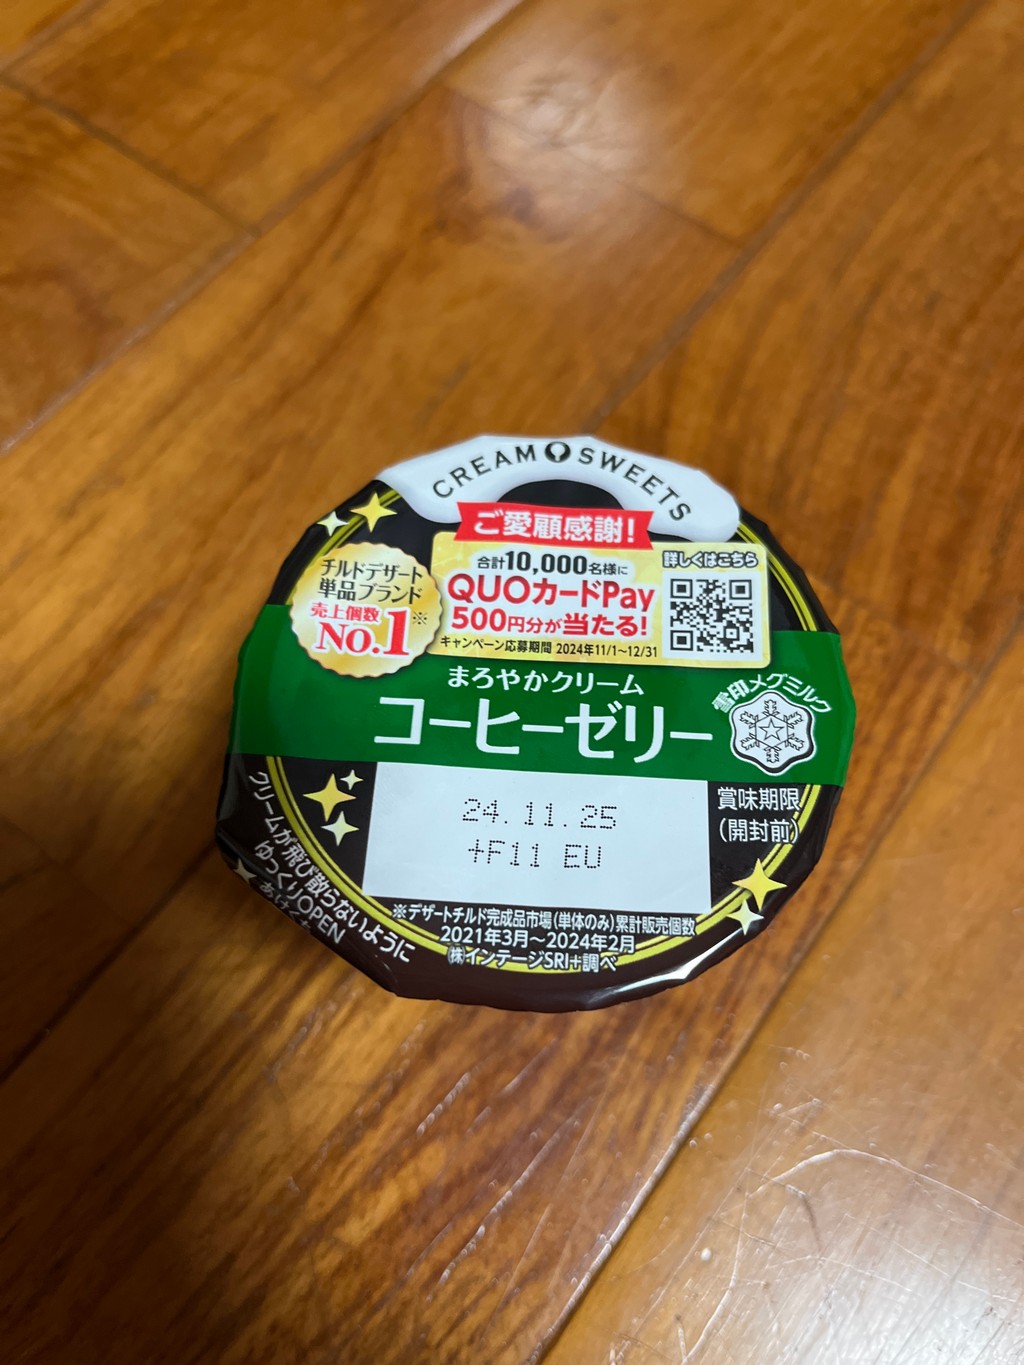 CREAM SWEETS
ご愛顧感謝!
合計10,000名様に
QUOカードPay
500円分が当たる!
キャンペーン応募期間 2024年11/1~12/31
詳しくはこちら
チルドデザート
単品ブランド
売上個数
No.1※
まろやかクリーム
コーヒーゼリー
雪印メグミルク
24.11.25
+F11 EU
賞味期限
(開封前)
クリームが飛び散らないように
ゆっくりOPEN
※デザートチルド完成品市場(単体のみ)累計販売個数
2021年3月~2024年2月
㈱インテージSRI+調べ